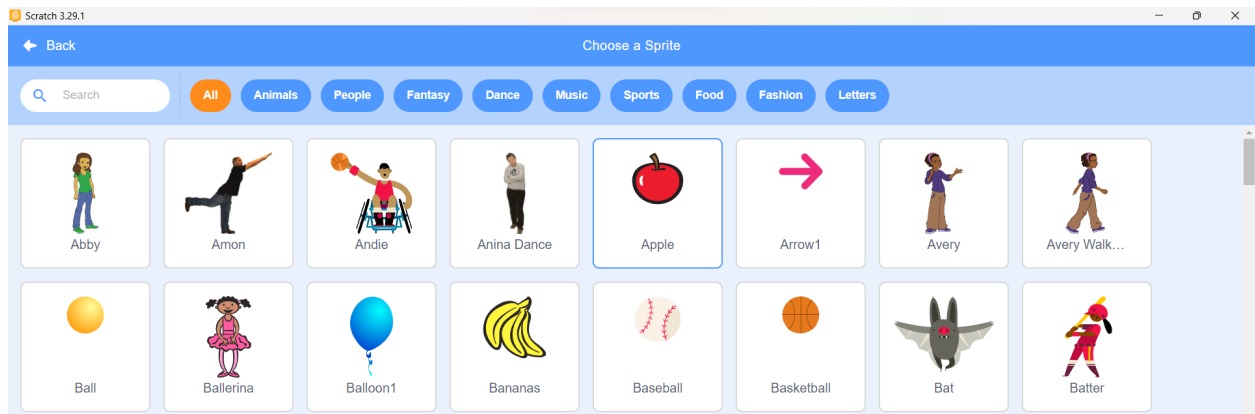 Scratch 3.29.1
Back
Choose a Sprite
Search
All
Animals
People
Fantasy
Dance
Music
Sports
Food
Fashion
Letters
Abby
Amon
Andie
Anina Dance
Apple
Arrow1
Avery
Avery Walk...
Ball
Ballerina
Balloon1
Bananas
Baseball
Basketball
Bat
Batter